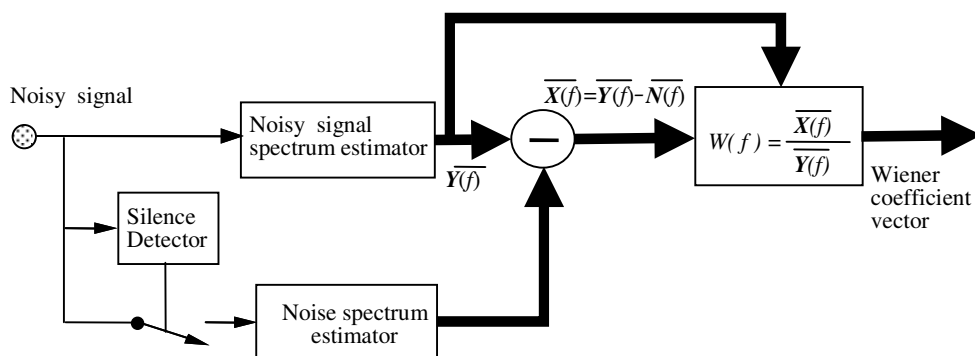 Noisy signal
Noisy signal
spectrum estimator
Y(f)
X(f)=Y(f)−N(f)
W(f) = X(f) / Y(f)
Wiener
coefficient
vector
Silence
Detector
Noise spectrum
estimator